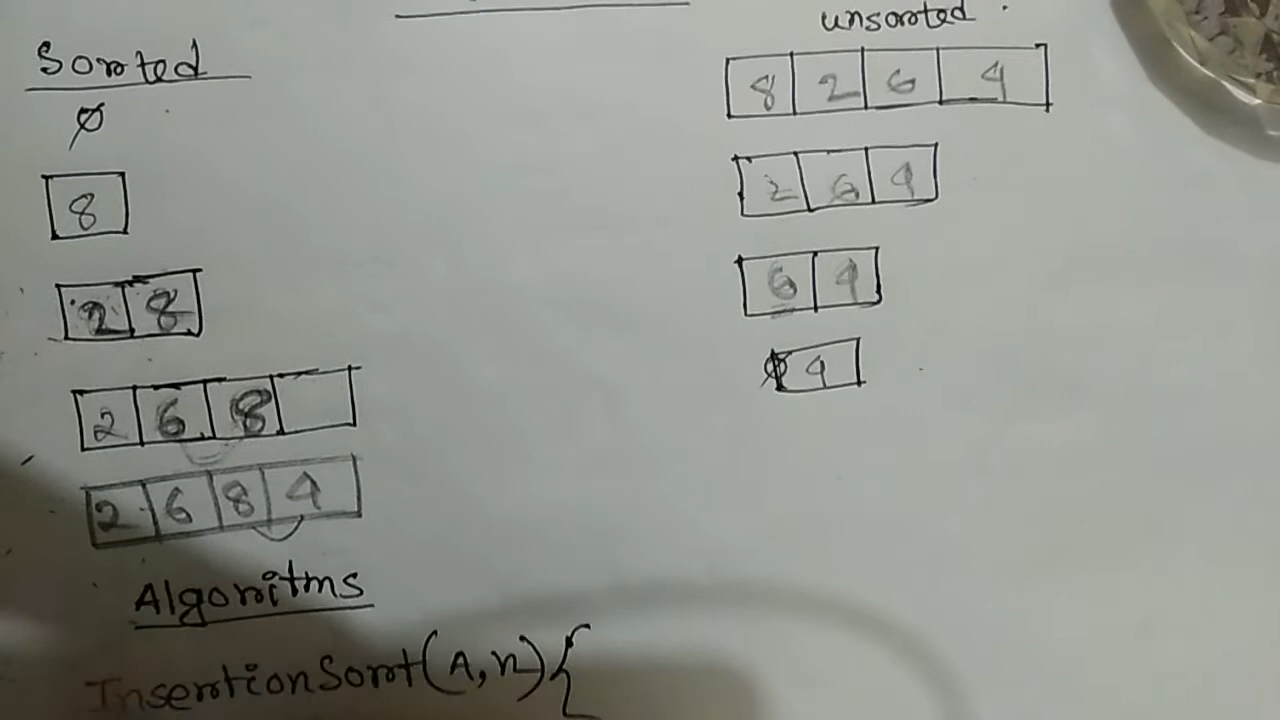 unsorted
Sorted
8 2 6 4
φ
2 6 4
8
6 4
2 8
φ 4
2 6 8
2 6 8 4
Algoritms
InsertionSort(A,n){